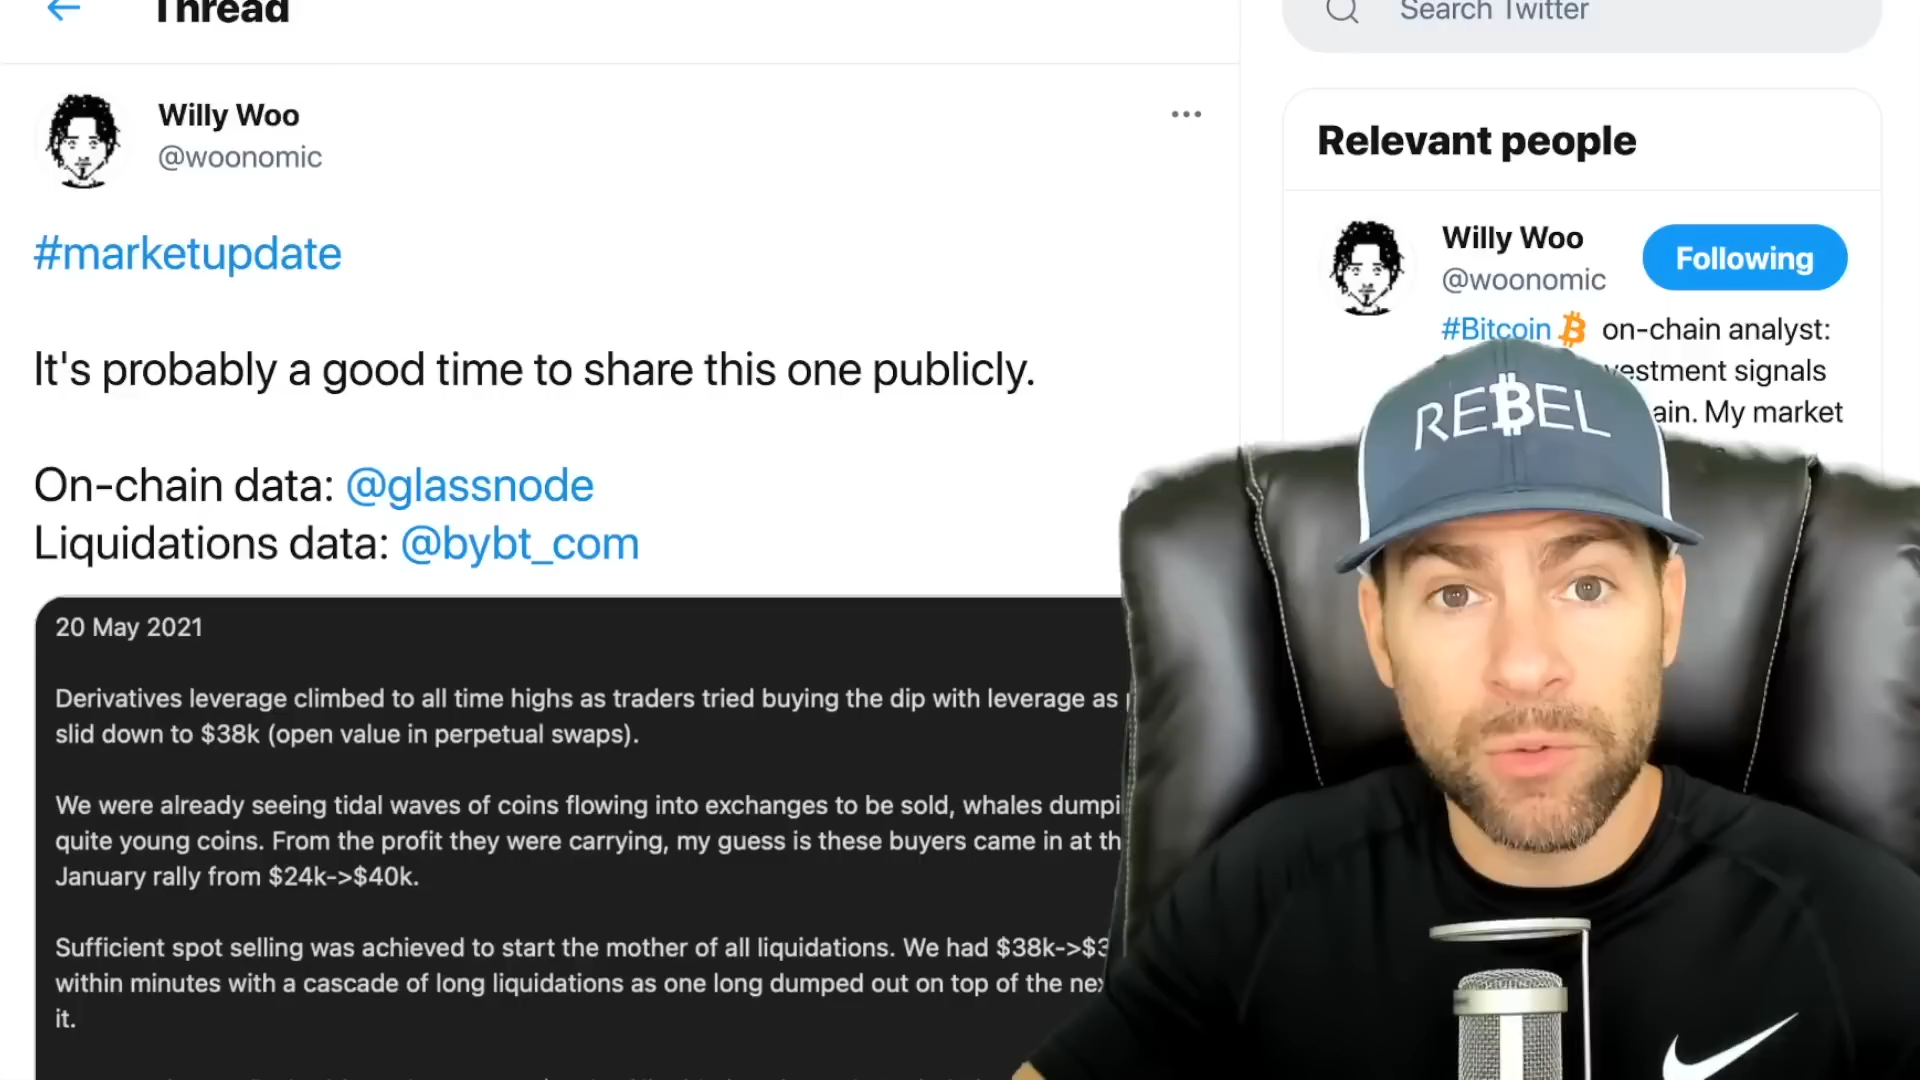 Thread
Search Twitter
Willy Woo
@woonomic
#marketupdate
It's probably a good time to share this one publicly.
On-chain data: @glassnode
Liquidations data: @bybt_com
20 May 2021
Derivatives leverage climbed to all time highs as traders tried buying the dip with leverage as
slid down to $38k (open value in perpetual swaps).
We were already seeing tidal waves of coins flowing into exchanges to be sold, whales
quite young coins. From the profit they were carrying, my guess is these buyers came in at
January rally from $24k->$40k.
Sufficient spot selling was achieved to start the mother of all liquidations. We had
within minutes with a cascade of long liquidations as one long dumped out on top of the
it.
Relevant people
Willy Woo
@woonomic
Following
#Bitcoin on-chain analyst:
signals
My market
REBEL